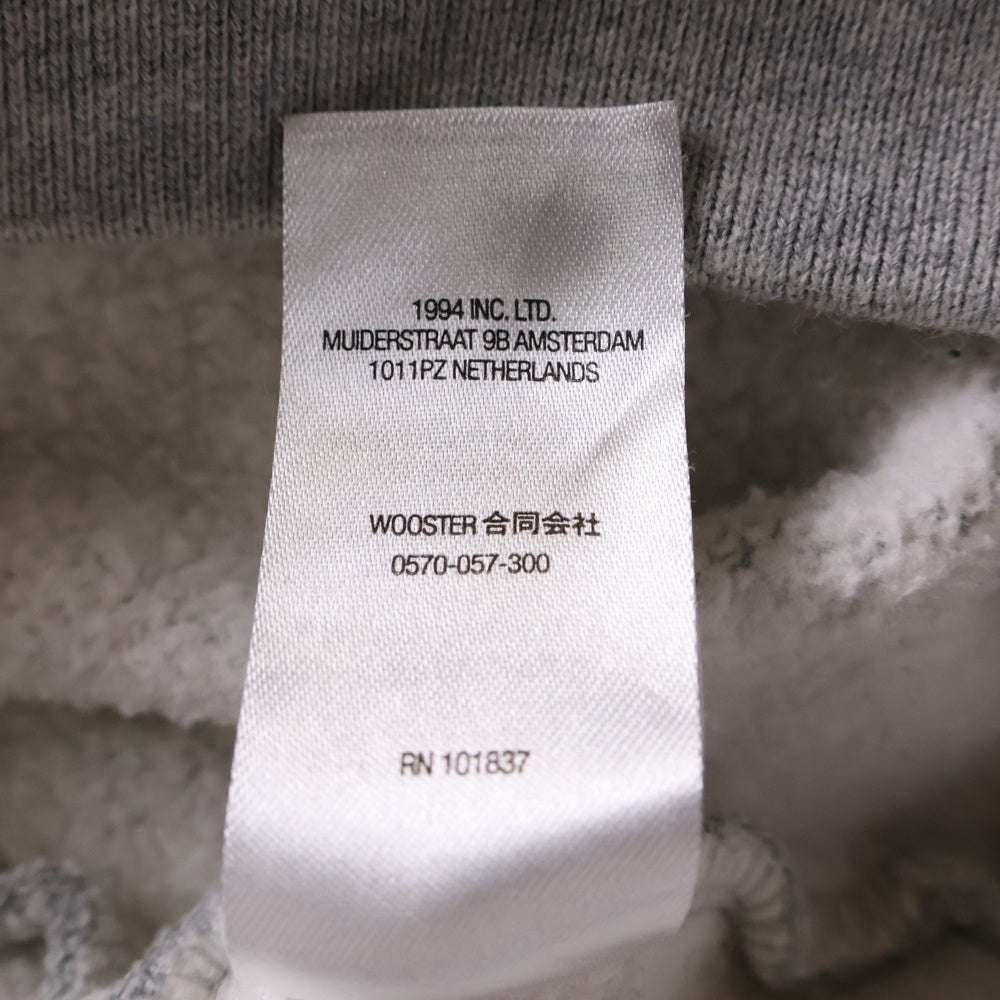 1994 INC. LTD.
MUIDERSTRAAT 9B AMSTERDAM
1011PZ NETHERLANDS
WOOSTER 合同会社
0570-057-300
RN 101837